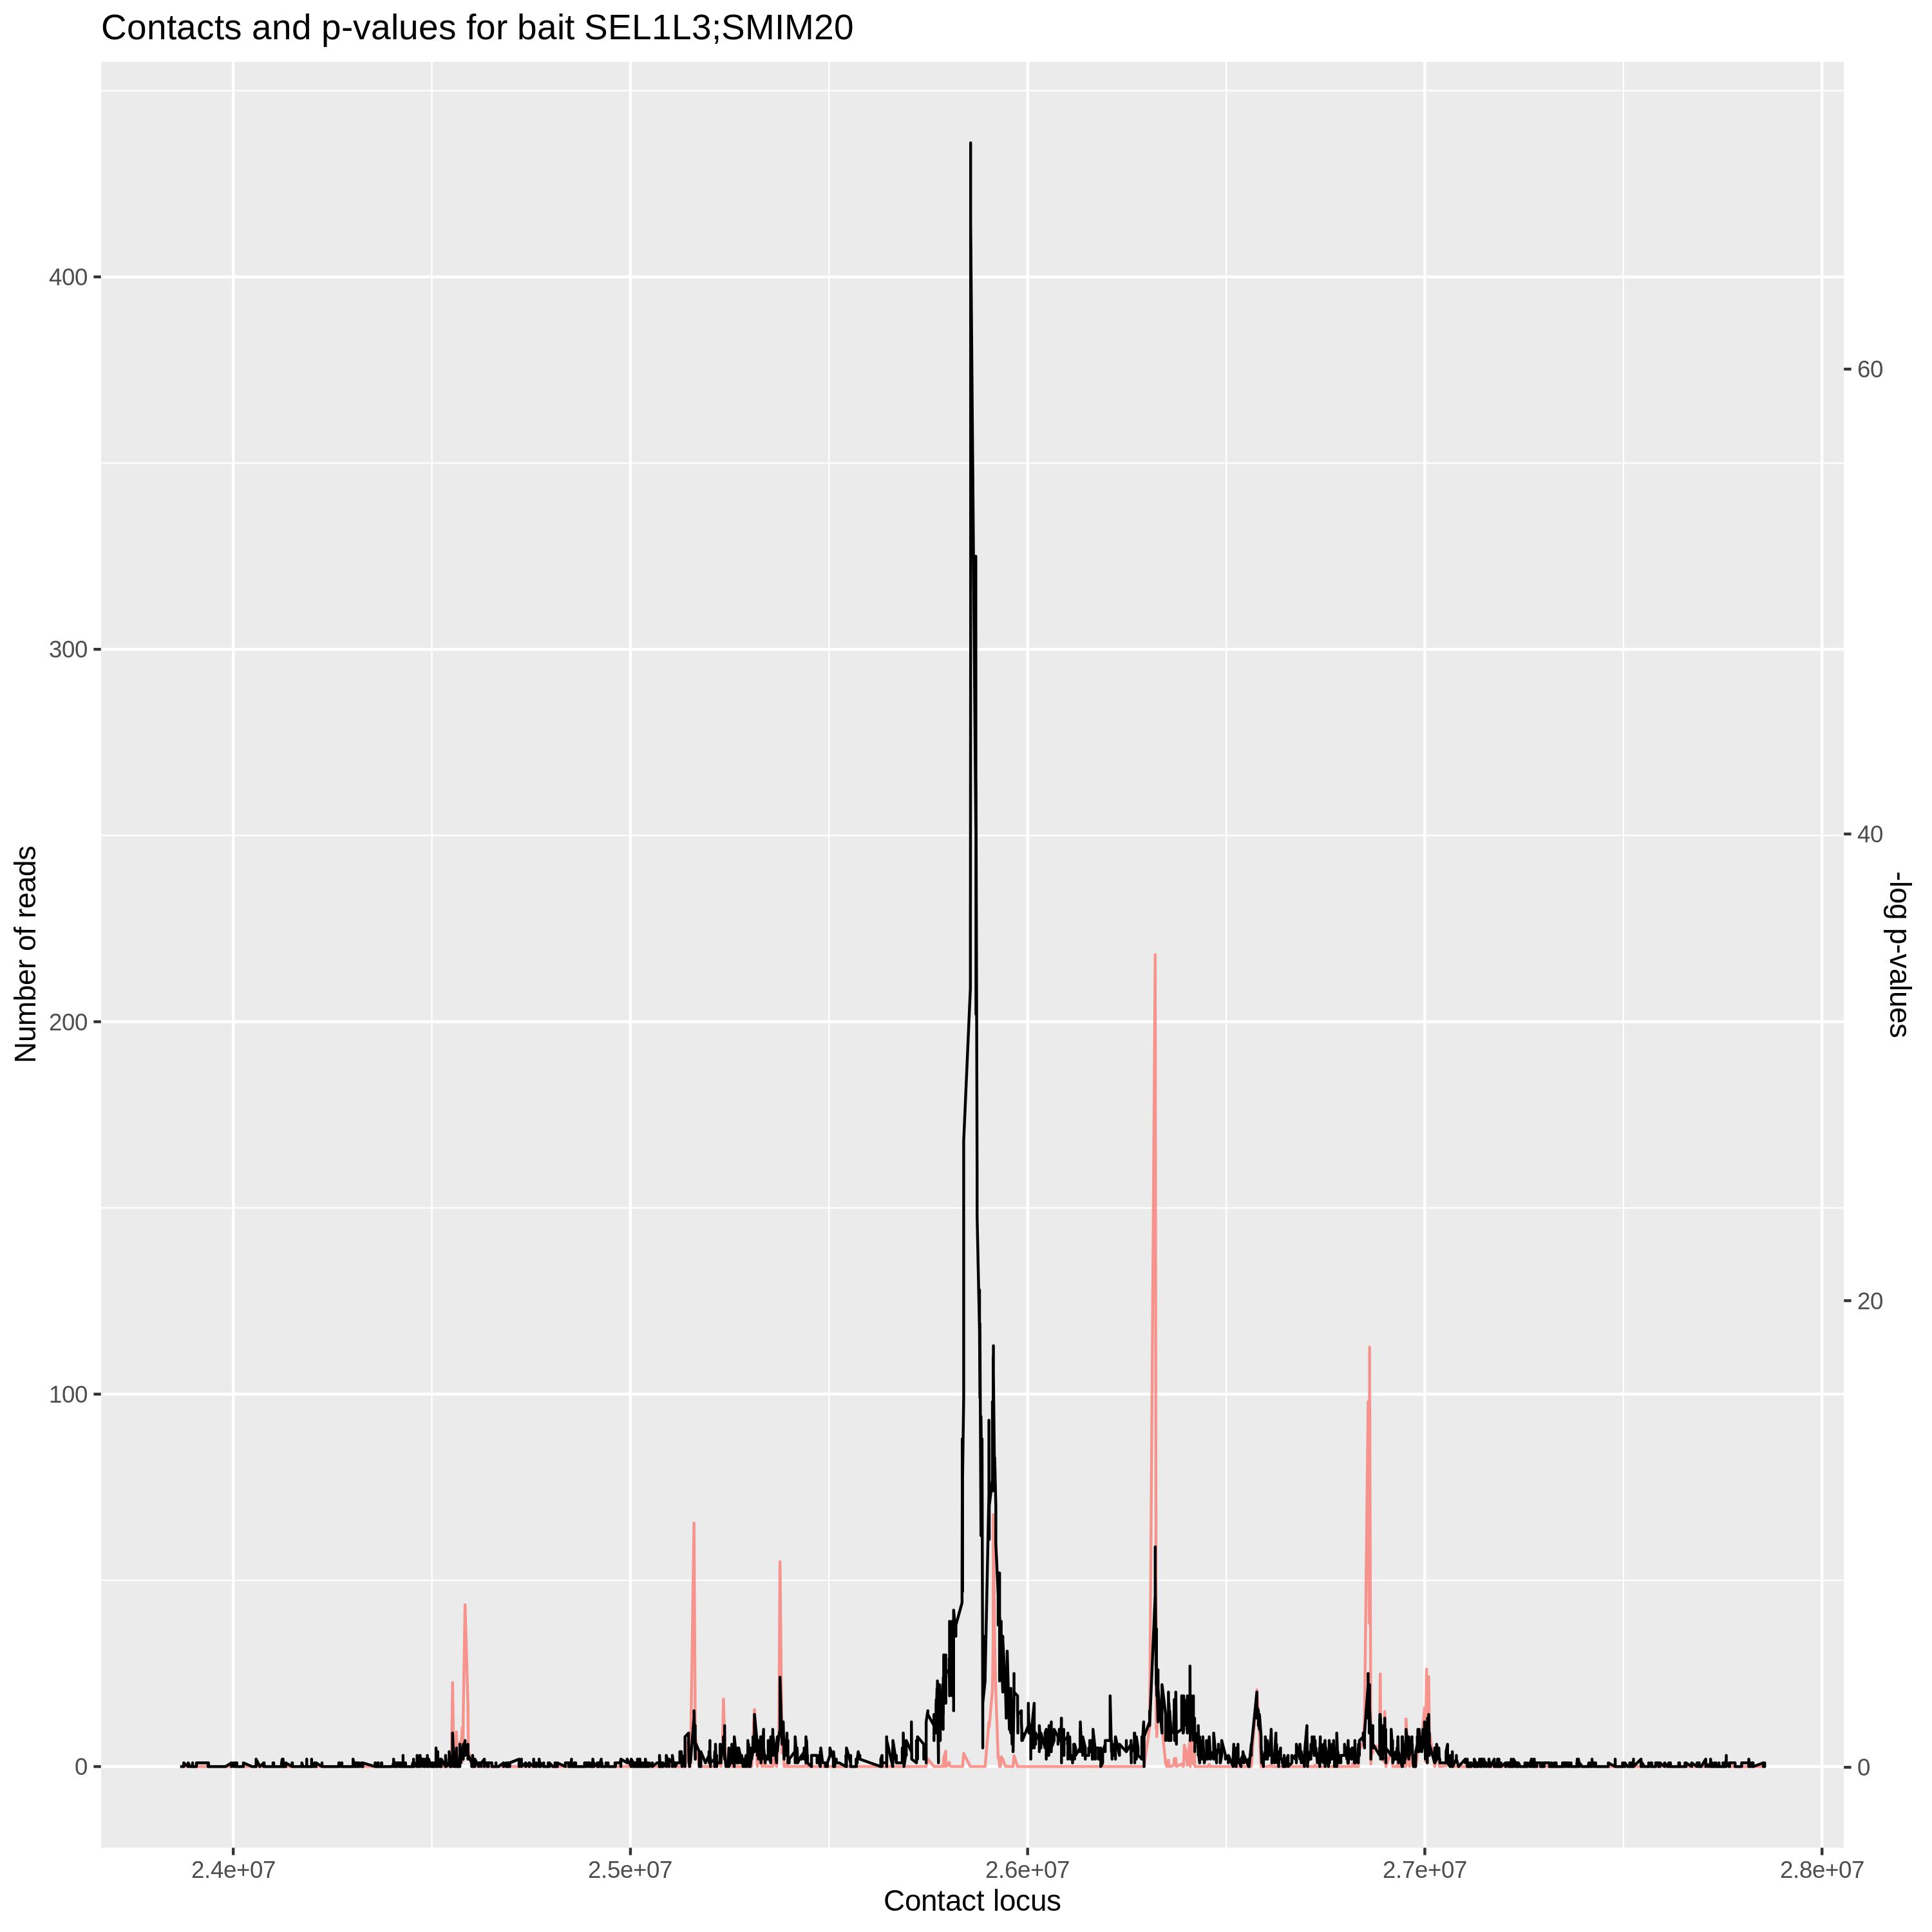 Contacts and p-values for bait SEL1L3;SMIM20
400
300
200
100
0
Number of reads
60
40
20
0
-log p-values
2.4e+07
2.5e+07
2.6e+07
2.7e+07
2.8e+07
Contact locus